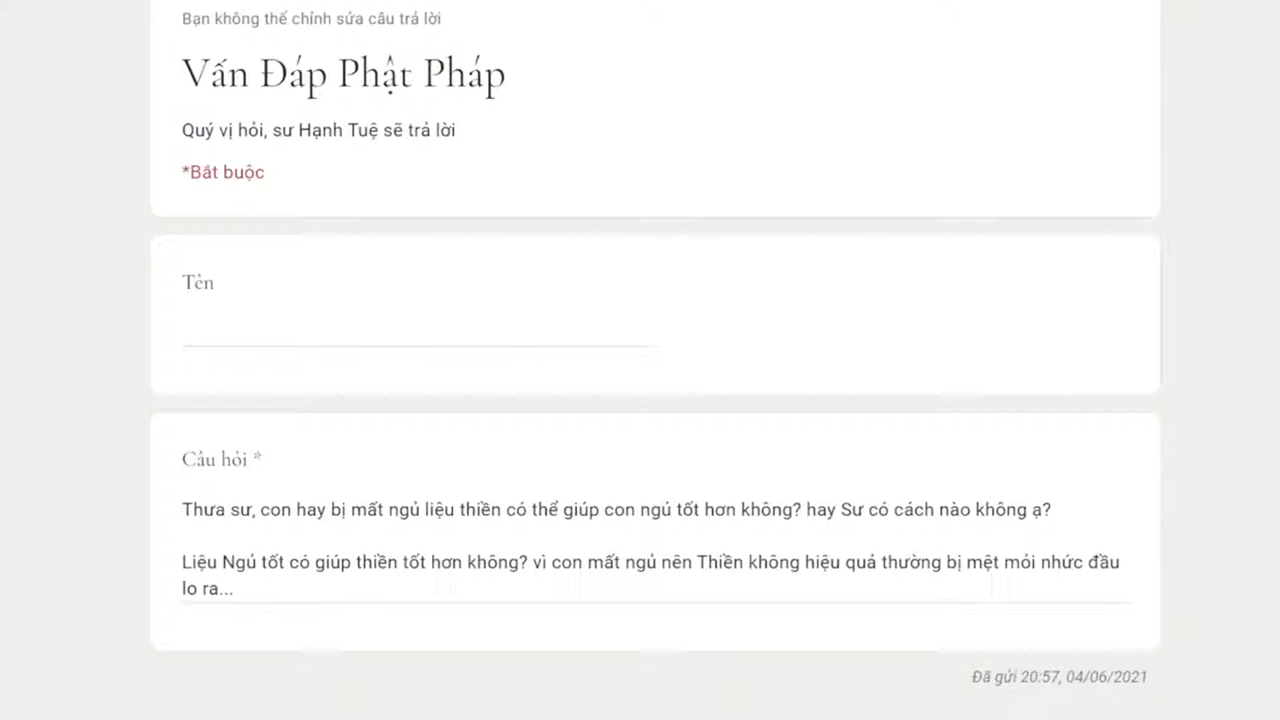 Bạn không thể chỉnh sửa câu trả lời
Vấn Đáp Phật Pháp
Quý vị hỏi, sư Hạnh Tuệ sẽ trả lời
*Bắt buộc
Tên
Câu hỏi *
Thưa sư, con hay bị mất ngủ liệu thiền có thể giúp con ngủ tốt hơn không? hay Sư có cách nào không ạ?
Liệu Ngủ tốt có giúp thiền tốt hơn không? vì con mất ngủ nên Thiền không hiệu quả thường bị mệt mỏi nhức đầu
lo ra...
Đã gửi 20:57, 04/06/2021